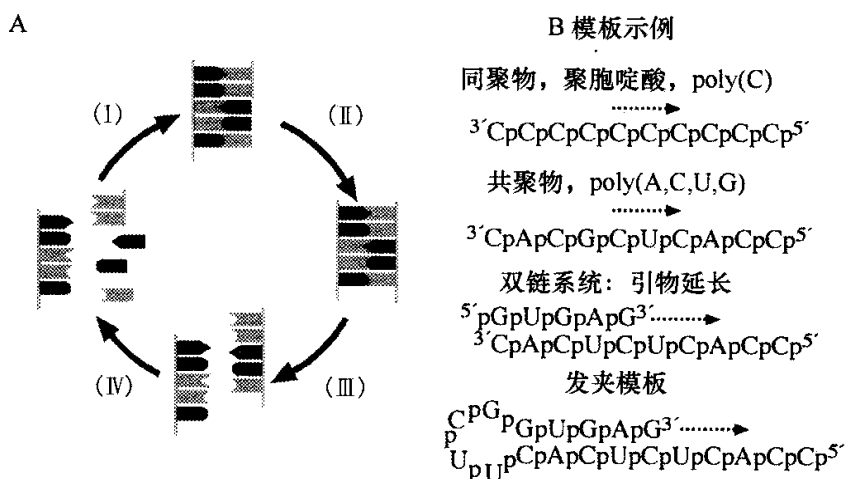 A
(Ⅰ)
(Ⅱ)
(Ⅲ)
(Ⅳ)
B 模板示例
同聚物，聚胞啶酸，poly(C)
3′CpCpCpCpCpCpCpCpCpCp5′
共聚物，poly(A,C,U,G)
3′CpApCpGpCpUpCpApCpCp5′
双链系统：引物延长
5′pGpUpGpApG3′
3′CpApCpUpCpUpCpApCpCp5′
发夹模板
CpGpGpUpGpApG3′
pUpUpCpApCpUpCpUpCpApCpCp5′